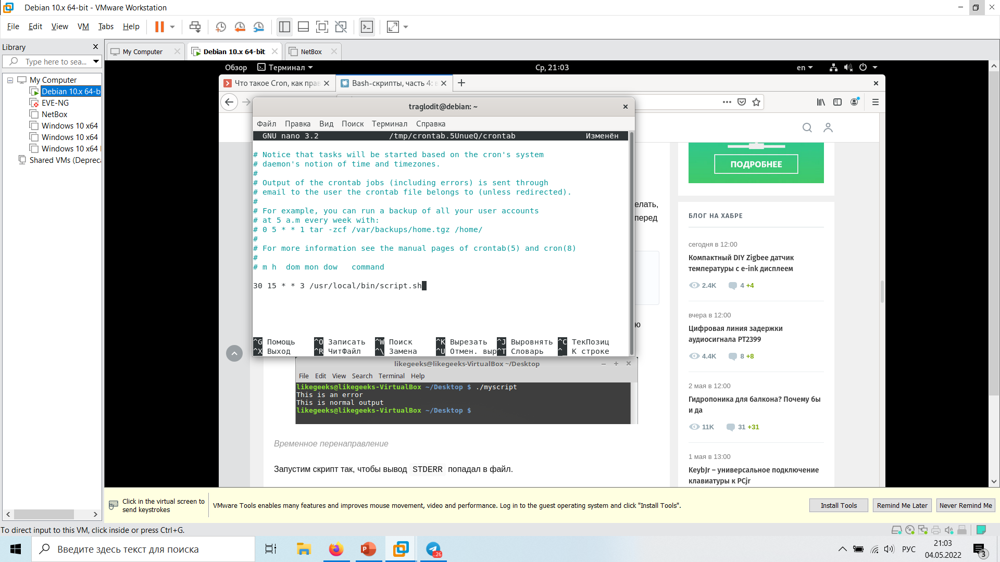 Debian 10.x 64-bit - VMware Workstation
File Edit View VM Tabs Help
Library
Type here to sea...
My Computer
Debian 10.x 64-b
EVE-NG
NetBox
Windows 10 x64
Windows 10 x64
Windows 10 x64
Shared VMs (Depreca
My Computer
Debian 10.x 64-bit
NetBox
Обзор Терминал Ср, 21:03 en
Что такое Cron, как прав
Bash-скрипты, часть 4: в
traglodit@debian: ~
Файл Правка Вид Поиск Терминал Справка
GNU nano 3.2 /tmp/crontab.5UnueQ/crontab Изменён
# Notice that tasks will be started based on the cron's system
# daemon's notion of time and timezones.
#
# Output of the crontab jobs (including errors) is sent through
# email to the user the crontab file belongs to (unless redirected).
#
# For example, you can run a backup of all your user accounts
# at 5 a.m every week with:
# 0 5 * * 1 tar -zcf /var/backups/home.tgz /home/
#
# For more information see the manual pages of crontab(5) and cron(8)
#
# m h  dom mon dow   command
30 15 * * 3 /usr/local/bin/script.sh
^G Помощь ^O Записать ^W Поиск ^K Вырезать ^J Выровнять ^C ТекПозиц
^X Выход ^R ЧитФайл ^\ Замена ^U Отмен. выр ^T Словарь ^_ К строке
елать,
перед
ю
likegeeks@likegeeks-VirtualBox ~/Desktop
File Edit View Search Terminal Help
likegeeks@likegeeks-VirtualBox ~/Desktop $ ./myscript
This is an error
This is normal output
likegeeks@likegeeks-VirtualBox ~/Desktop $
Временное перенаправление
Запустим скрипт так, чтобы вывод STDERR попадал в файл.
ПОДРОБНЕЕ
БЛОГ НА ХАБРЕ
сегодня в 12:00
Компактный DIY Zigbee датчик
температуры с e-ink дисплеем
2.4K 4 +4
вчера в 12:00
Цифровая линия задержки
аудиосигнала PT2399
4.4K 8 +8
2 мая в 12:00
Гидропоника для балкона? Почему бы
и да
11K 31 +31
1 мая в 13:00
KeybJr – универсальное подключение
клавиатуры к PCjr
Click in the virtual screen to
send keystrokes
VMware Tools enables many features and improves mouse movement, video and performance. Log in to the guest operating system and click "Install Tools".
Install Tools
Remind Me Later
Never Remind Me
To direct input to this VM, click inside or press Ctrl+G.
Введите здесь текст для поиска
..26
РУС
21:03
04.05.2022
3